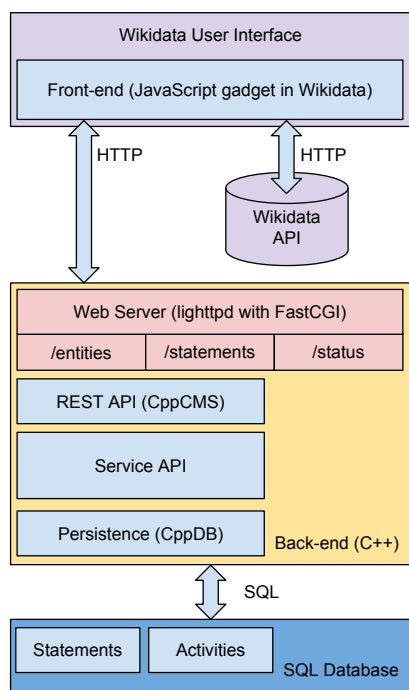 Wikidata User Interface
Front-end (JavaScript gadget in Wikidata)
HTTP
HTTP
Wikidata
API
Web Server (lighttpd with FastCGI)
/entities
/statements
/status
REST API (CppCMS)
Service API
Persistence (CppDB)
Back-end (C++)
SQL
Statements
Activities
SQL Database